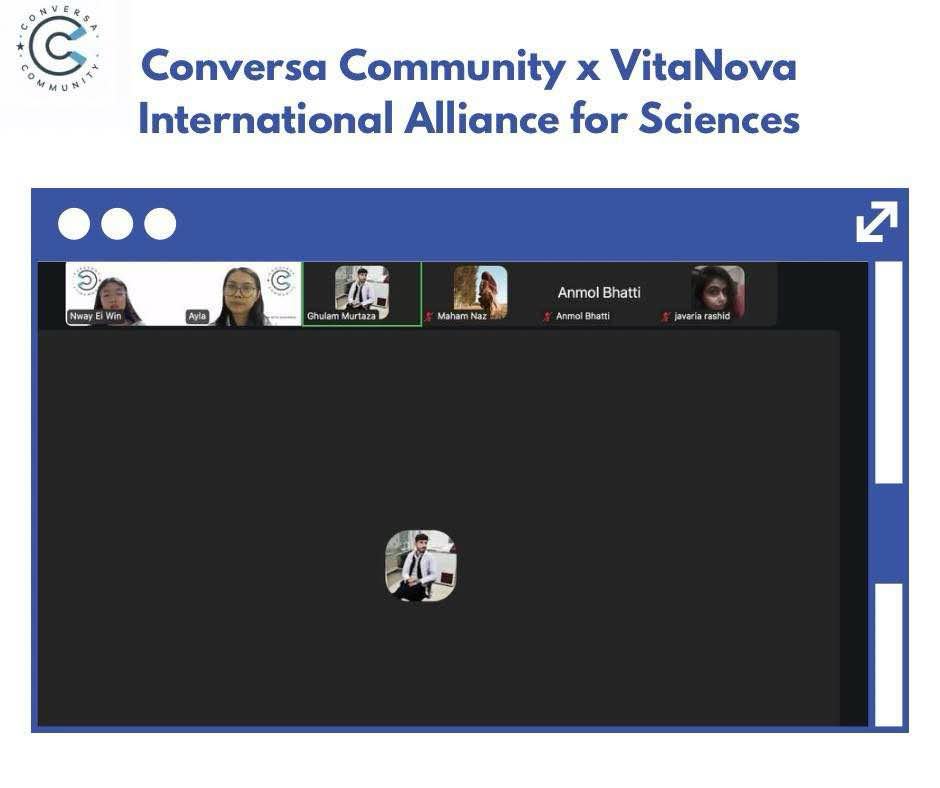 CONVERSA
COMMUNITY
Conversa Community x VitaNova
International Alliance for Sciences
Nway Ei Win
Ayla
Ghulam Murtaza
Maham Naz
Anmol Bhatti
Anmol Bhatti
javaria rashid